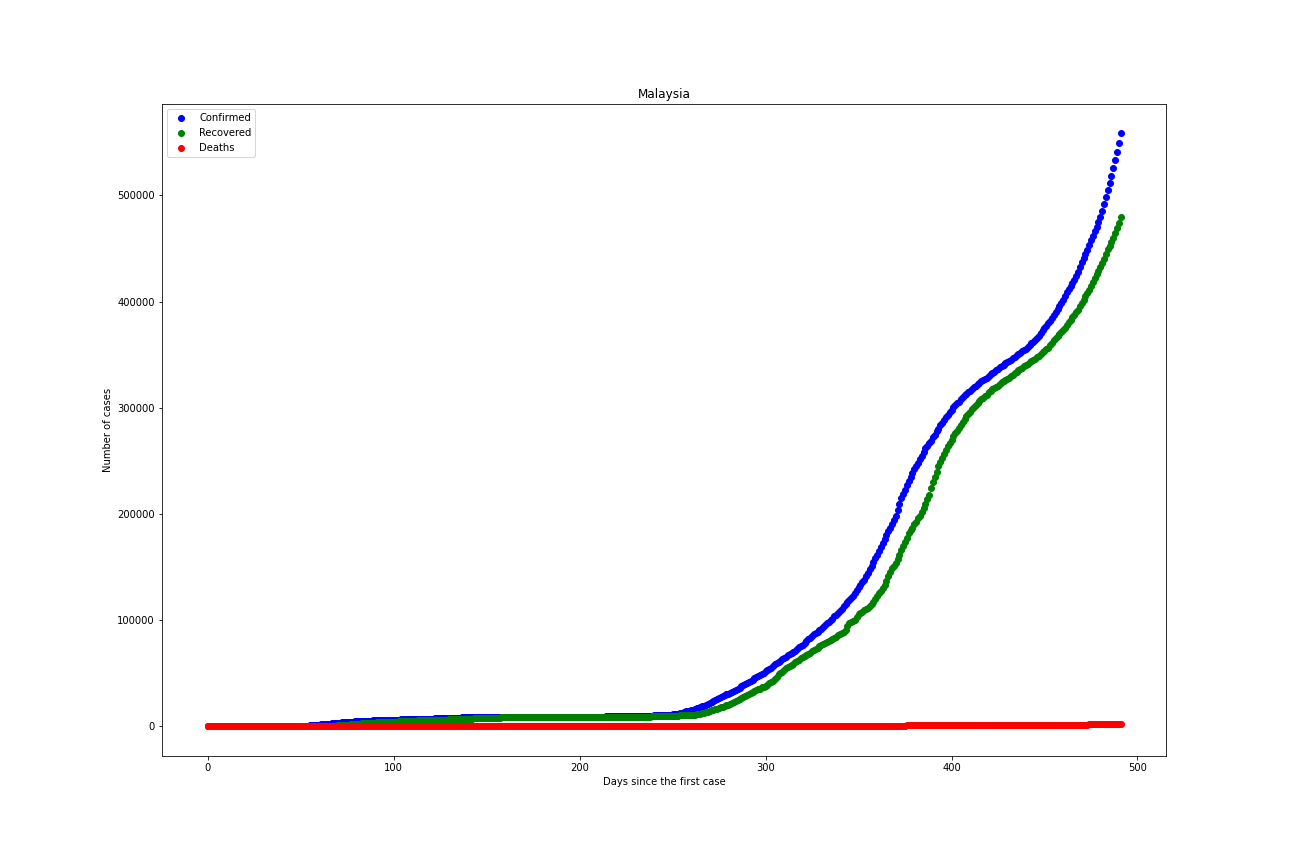 Malaysia
Confirmed
Recovered
Deaths
Number of cases
500000
400000
300000
200000
100000
0
0 100 200 300 400 500
Days since the first case